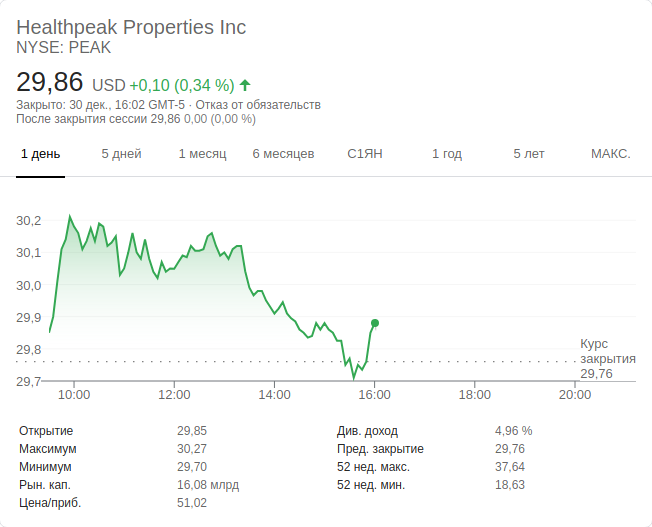 Healthpeak Properties Inc
NYSE: PEAK
29,86 USD +0,10 (0,34 %)
Закрыто: 30 дек., 16:02 GMT-5 · Отказ от обязательств
После закрытия сессии 29,86 0,00 (0,00 %)
1 день 5 дней 1 месяц 6 месяцев С1ЯН 1 год 5 лет МАКС.
30,2
30,1
30,0
29,9
29,8
29,7
Курс
закрытия
29,76
10:00 12:00 14:00 16:00 18:00 20:00
Открытие 29,85
Максимум 30,27
Минимум 29,70
Рын. кап. 16,08 млрд
Цена/приб. 51,02
Див. доход 4,96 %
Пред. закрытие 29,76
52 нед. макс. 37,64
52 нед. мин. 18,63